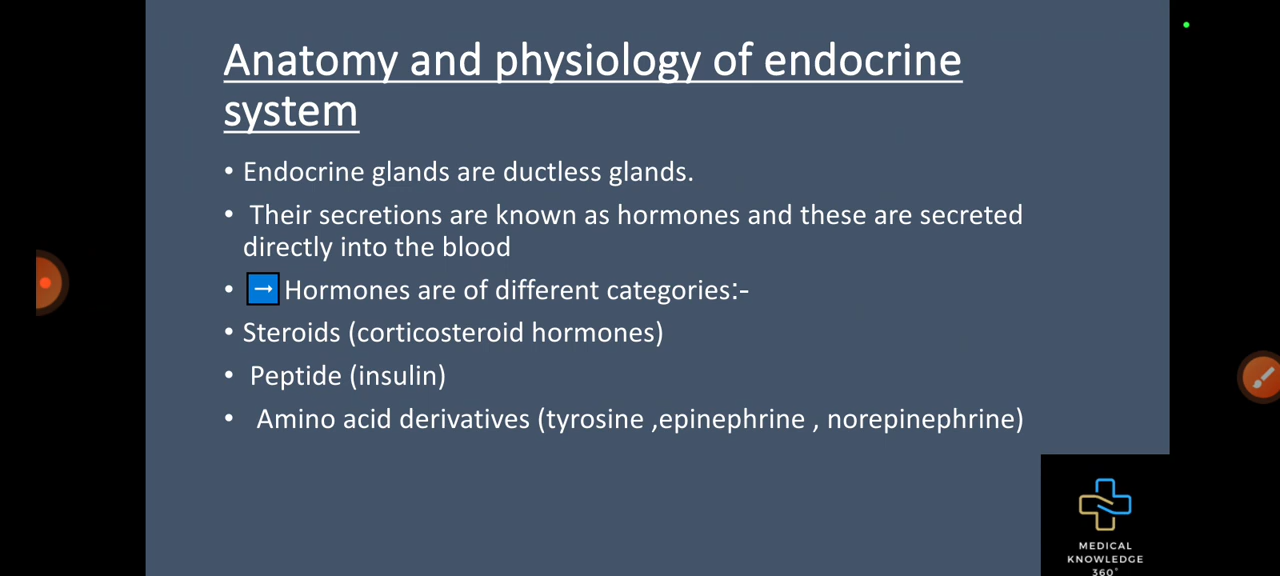 Anatomy and physiology of endocrine
system
• Endocrine glands are ductless glands.
• Their secretions are known as hormones and these are secreted
directly into the blood
• ➡ Hormones are of different categories:-
• Steroids (corticosteroid hormones)
• Peptide (insulin)
• Amino acid derivatives (tyrosine ,epinephrine , norepinephrine)
MEDICAL
KNOWLEDGE
360°